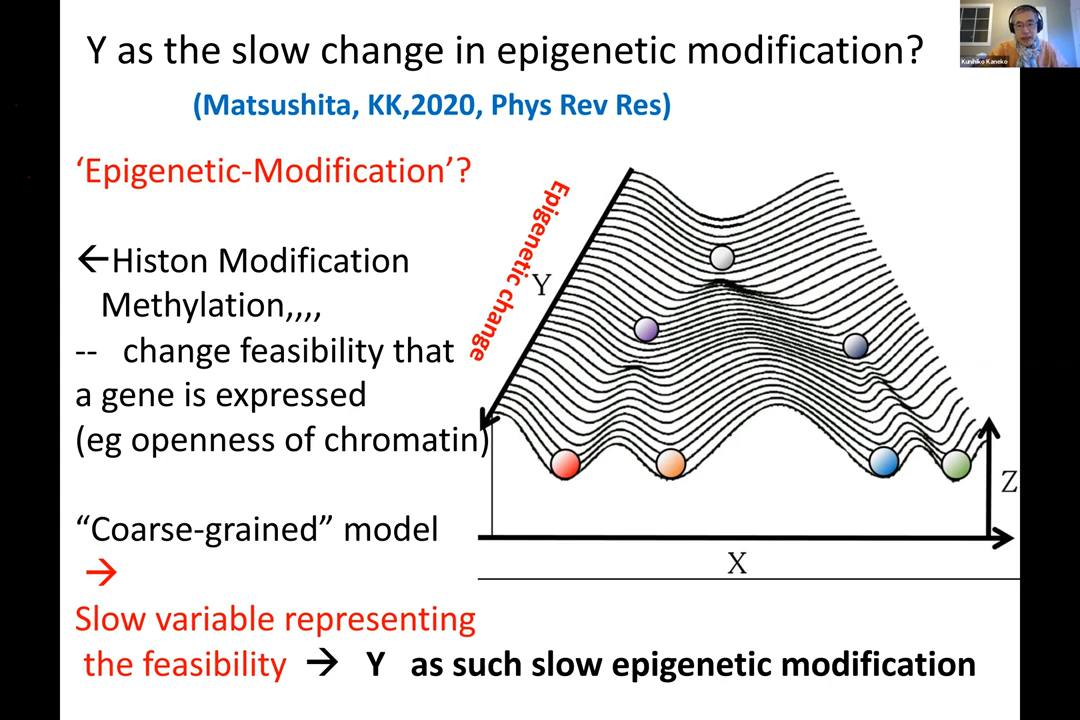 Y as the slow change in epigenetic modification?
(Matsushita, KK,2020, Phys Rev Res)
‘Epigenetic-Modification’?
←Histon Modification
Methylation,,,,
-- change feasibility that
a gene is expressed
(eg openness of chromatin)
“Coarse-grained” model
→
Slow variable representing
the feasibility → Y as such slow epigenetic modification
Epigenetic change
Y
Z
X
Kunihiko Kaneko